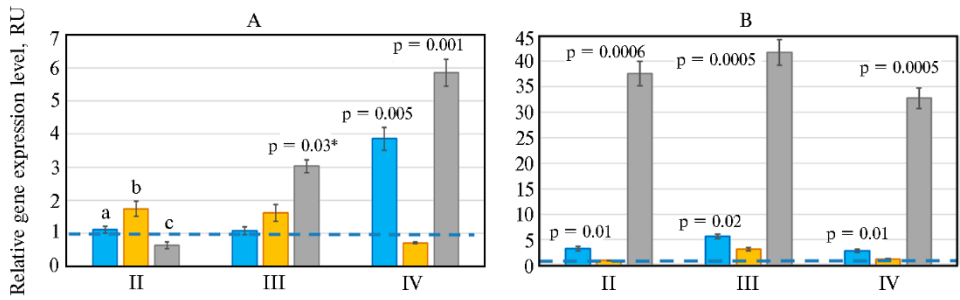 A
B
Relative gene expression level, RU
7
6
5
4
3
2
1
0
a
b
c
p = 0.03*
p = 0.005
p = 0.001
II
III
IV
45
40
35
30
25
20
15
10
5
0
p = 0.0006
p = 0.0005
p = 0.0005
p = 0.01
p = 0.02
p = 0.01
II
III
IV